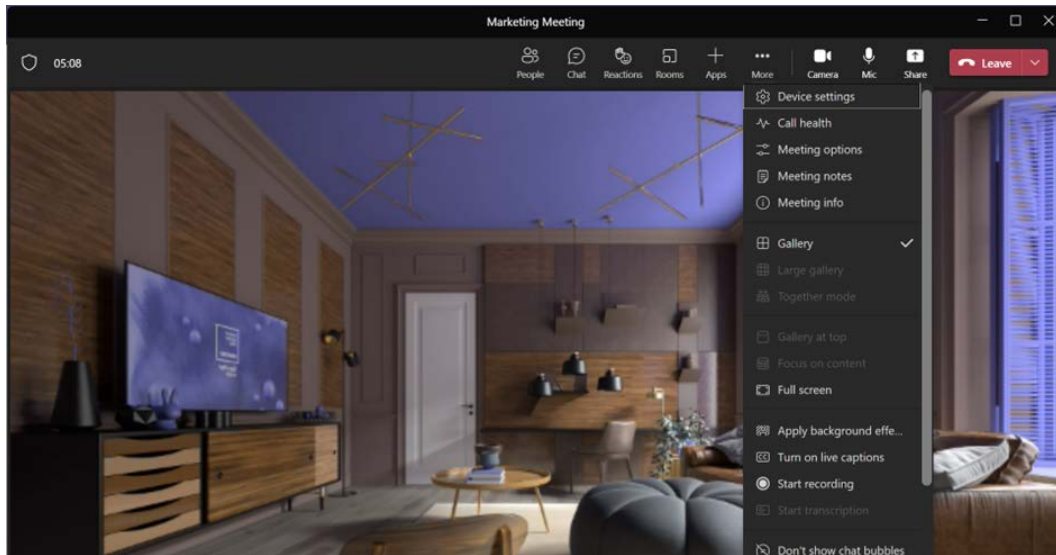 Marketing Meeting
05:08
People
Chat
Reactions
Rooms
Apps
More
Camera
Mic
Share
Leave
Device settings
Call health
Meeting options
Meeting notes
Meeting info
Gallery
Large gallery
Together mode
Gallery at top
Focus on content
Full screen
Apply background effe...
CC
Turn on live captions
Start recording
Start transcription
Don't show chat bubbles